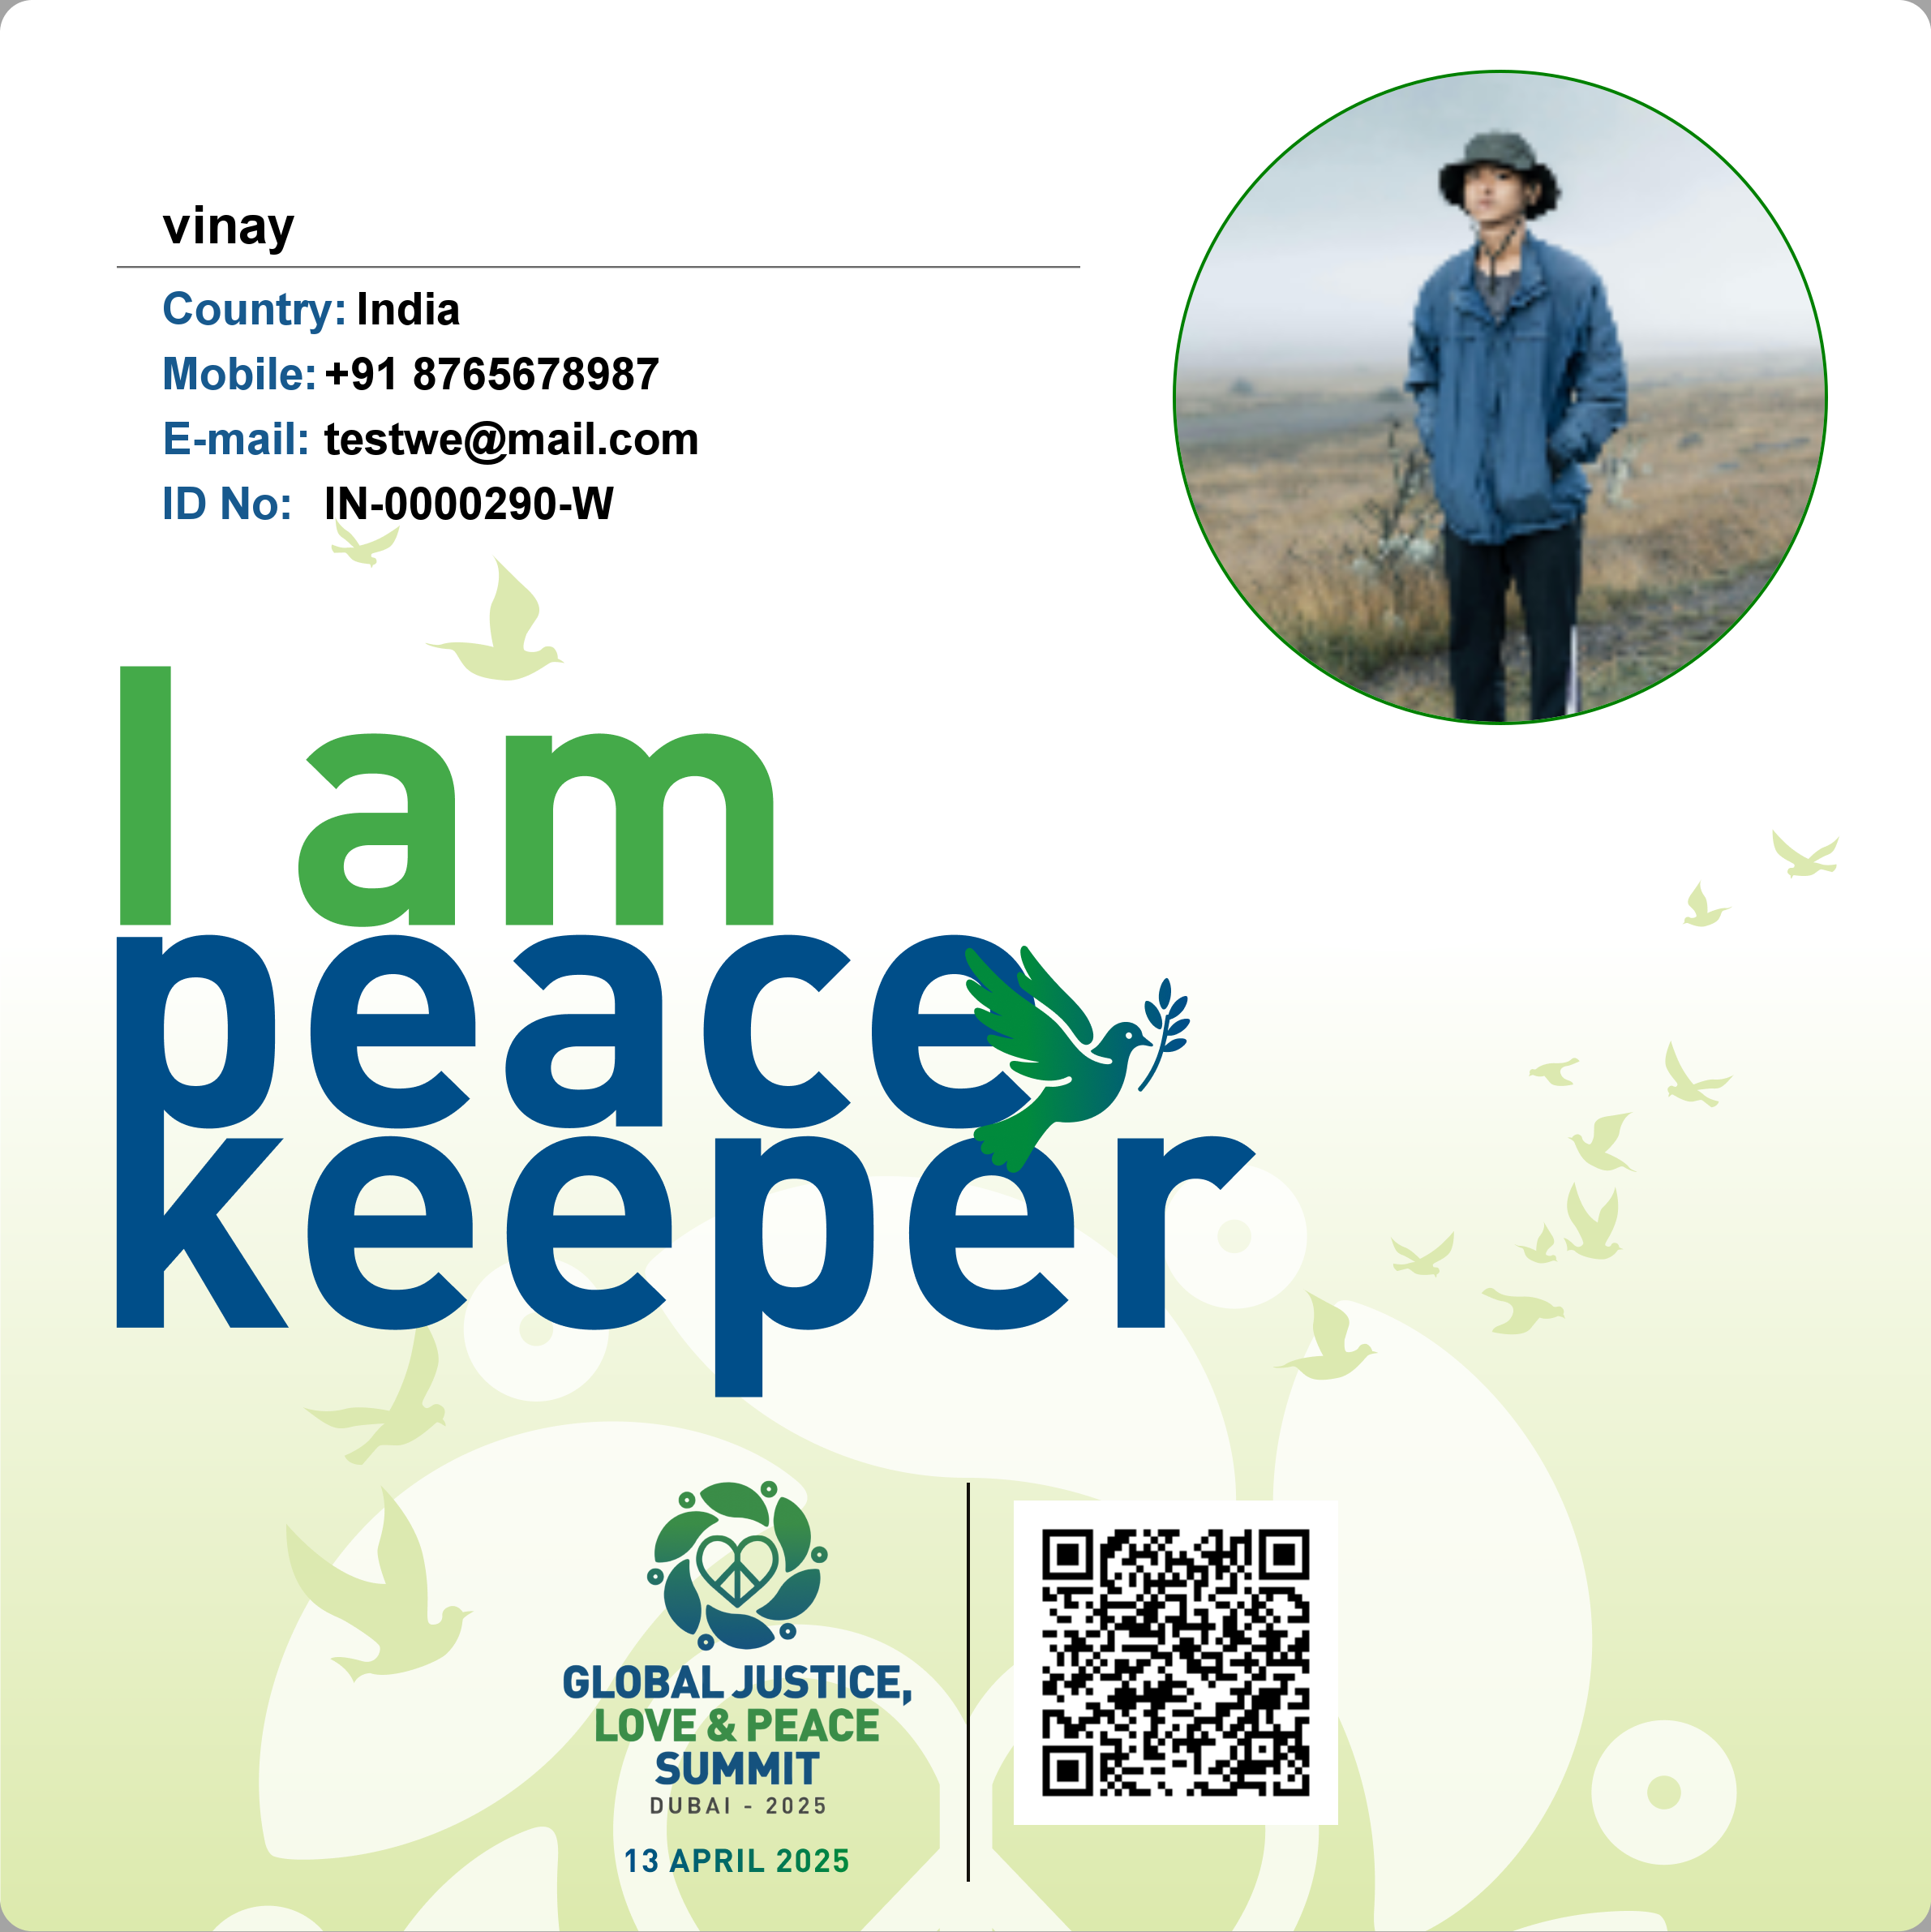 vinay
Country: India
Mobile: +91 8765678987
E-mail: testwe@mail.com
ID No: IN-0000290-W
I am
peace
keeper
GLOBAL JUSTICE,
LOVE & PEACE
SUMMIT
DUBAI - 2025
13 APRIL 2025